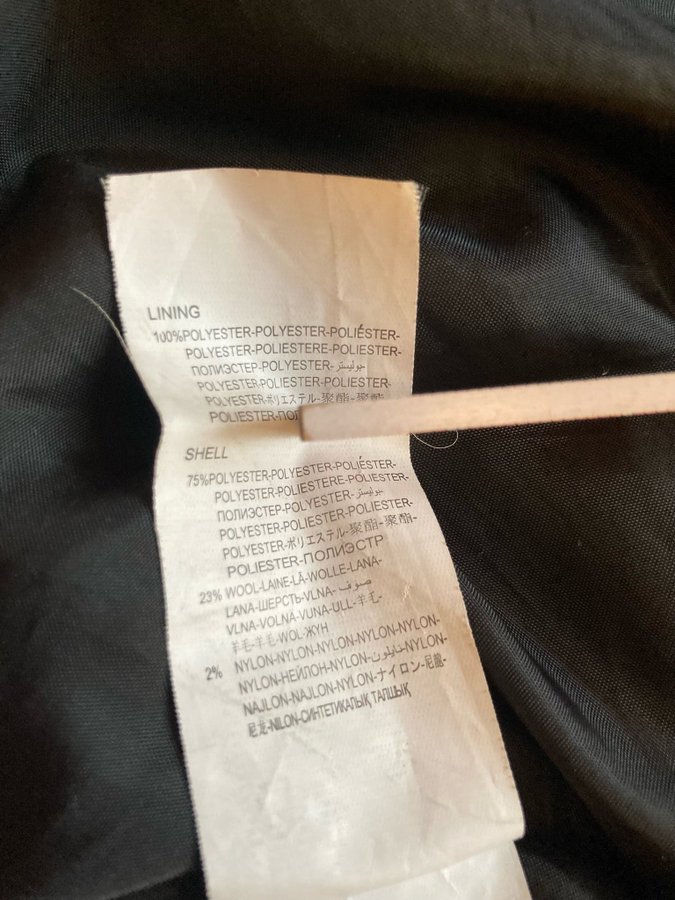 LINING
100%POLYESTER-POLYESTER-POLIÉSTER-
POLYESTER-POLIESTERE-POLIESTER-
ПОЛИЭСТЕР-POLYESTER-بوليستر-
POLYESTER-POLIESTER-POLIESTER-
POLYESTER-ポリエステル-聚酯-聚酯-
POLIESTER-
SHELL
75%POLYESTER-POLYESTER-POLIÉSTER-
POLYESTER-POLIESTERE-POLIESTER-
ПОЛИЭСТЕР-POLYESTER-بوليستر-
POLYESTER-POLIESTER-POLIESTER-
POLYESTER-ポリエステル-聚酯-聚酯-
POLIESTER-ПОЛИЭСТР
23% WOOL-LAINE-LÃ-WOLLE-LANA-
LANA-ШЕРСТЬ-VLNA-صوف-
VLNA-VOLNA-VUNA-ULL-羊毛-
羊毛-羊毛-WOL-ЖҮН
2% NYLON-NYLON-NYLON-NYLON-NYLON-
NYLON-НЕЙЛОН-NYLON-نايلون-NYLON-
NAJLON-NAJLON-NYLON-ナイロン-尼龍-
尼龙-NILON-СИНТЕТИКАЛЫҚ ТАЛШЫҚ